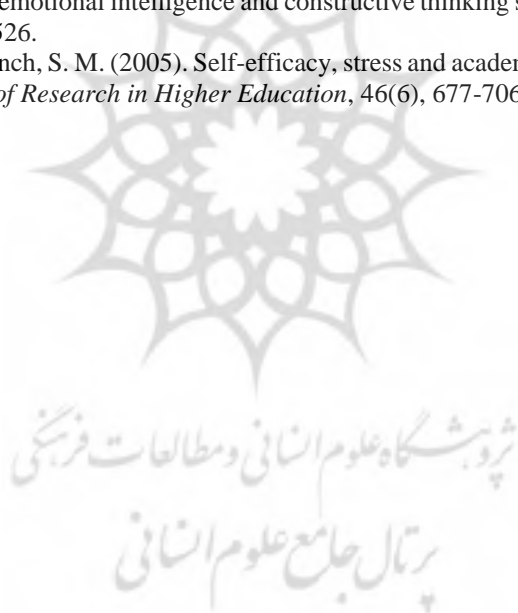 emotional intelligence and constructive thinking s
526.
nch, S. M. (2005). Self-efficacy, stress and academ
of Research in Higher Education, 46(6), 677-706
پژوهشگاه علوم انسانی و مطالعات فرهنگی
پرتال جامع علوم انسانی